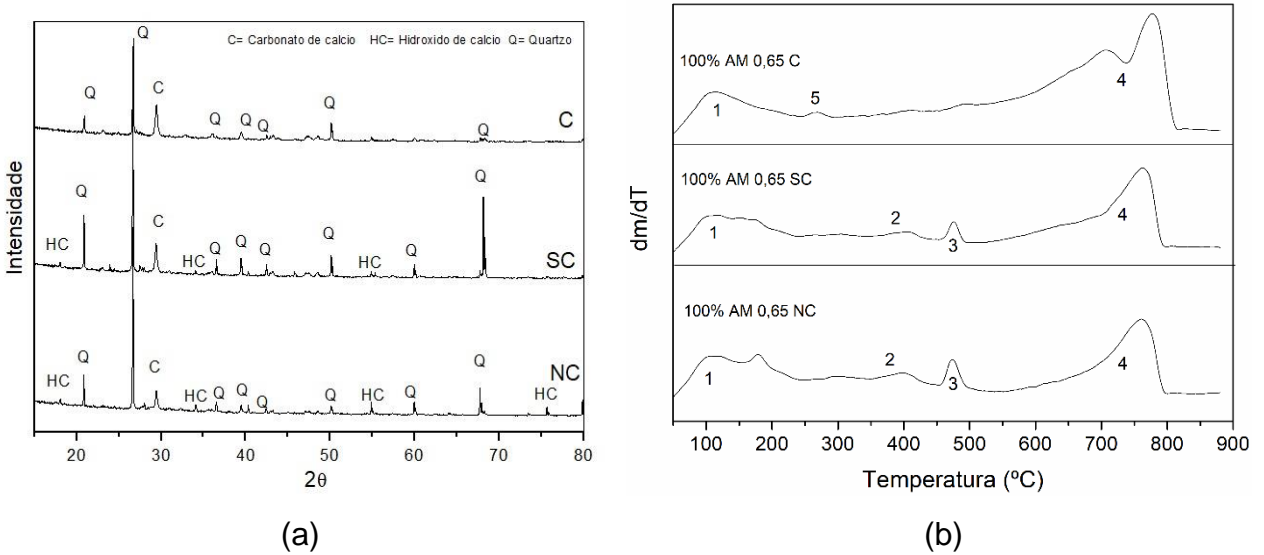 C= Carbonato de calcio HC= Hidroxido de calcio Q= Quartzo
Q
Q
C
Q
Q
Q
Q
Q
C
Q
Q
C
HC
Q
Q
Q
HC
Q
HC
Q
SC
Q
Q
C
HC
HC
Q
Q
Q
Q
HC
Q
HC
NC
20 30 40 50 60 70 80
2θ
Intensidade
(a)
100% AM 0,65 C
1
5
4
100% AM 0,65 SC
1
2
3
4
100% AM 0,65 NC
1
2
3
4
100 200 300 400 500 600 700 800 900
Temperatura (ºC)
dm/dT
(b)